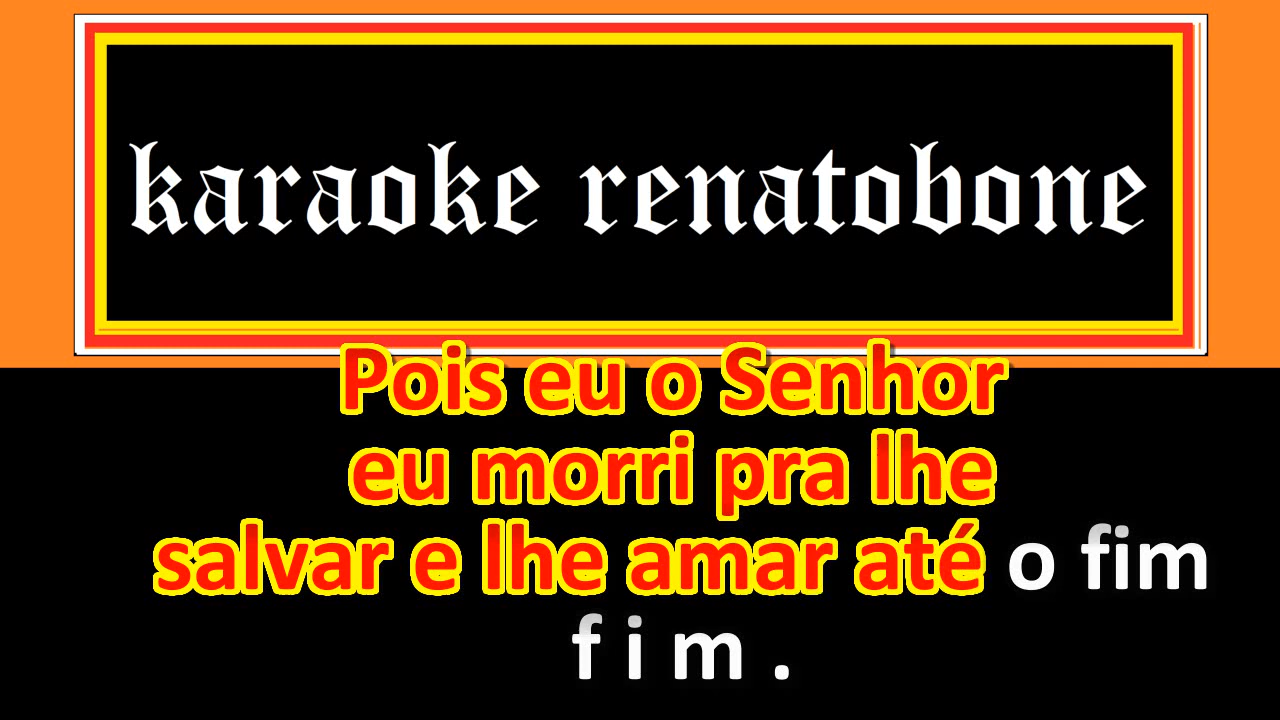 karaoke renatobone
Pois eu o Senhor
eu morri pra lhe
salvar e lhe amar até o fim
f i m .